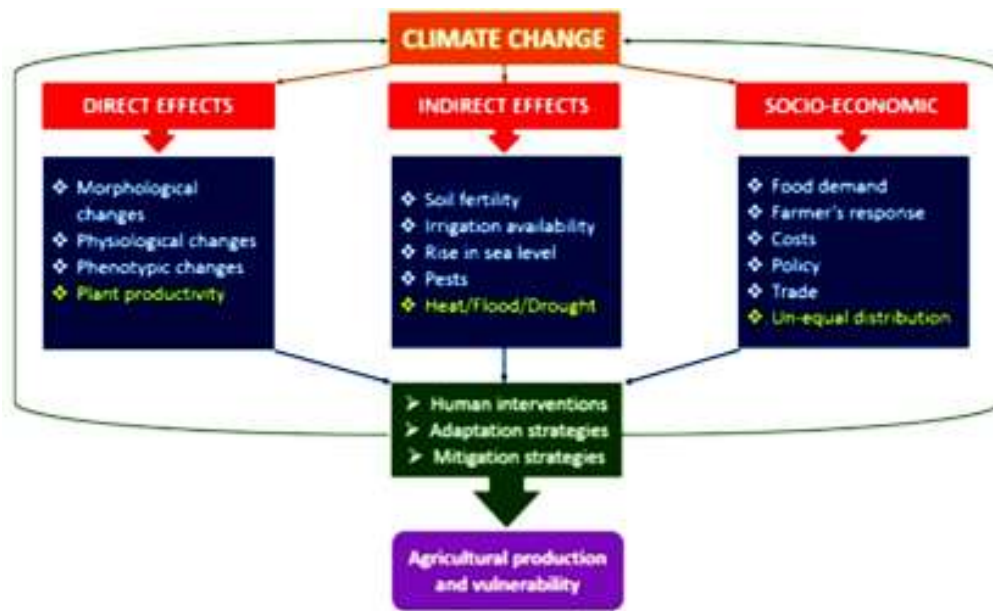 CLIMATE CHANGE
DIRECT EFFECTS
❖ Morphological
changes
❖ Physiological changes
❖ Phenotypic changes
❖ Plant productivity
INDIRECT EFFECTS
❖ Soil fertility
❖ Irrigation availability
❖ Rise in sea level
❖ Pests
❖ Heat/Flood/Drought
SOCIO-ECONOMIC
❖ Food demand
❖ Farmer's response
❖ Costs
❖ Policy
❖ Trade
❖ Un-equal distribution
➢ Human interventions
➢ Adaptation strategies
➢ Mitigation strategies
Agricultural production
and vulnerability